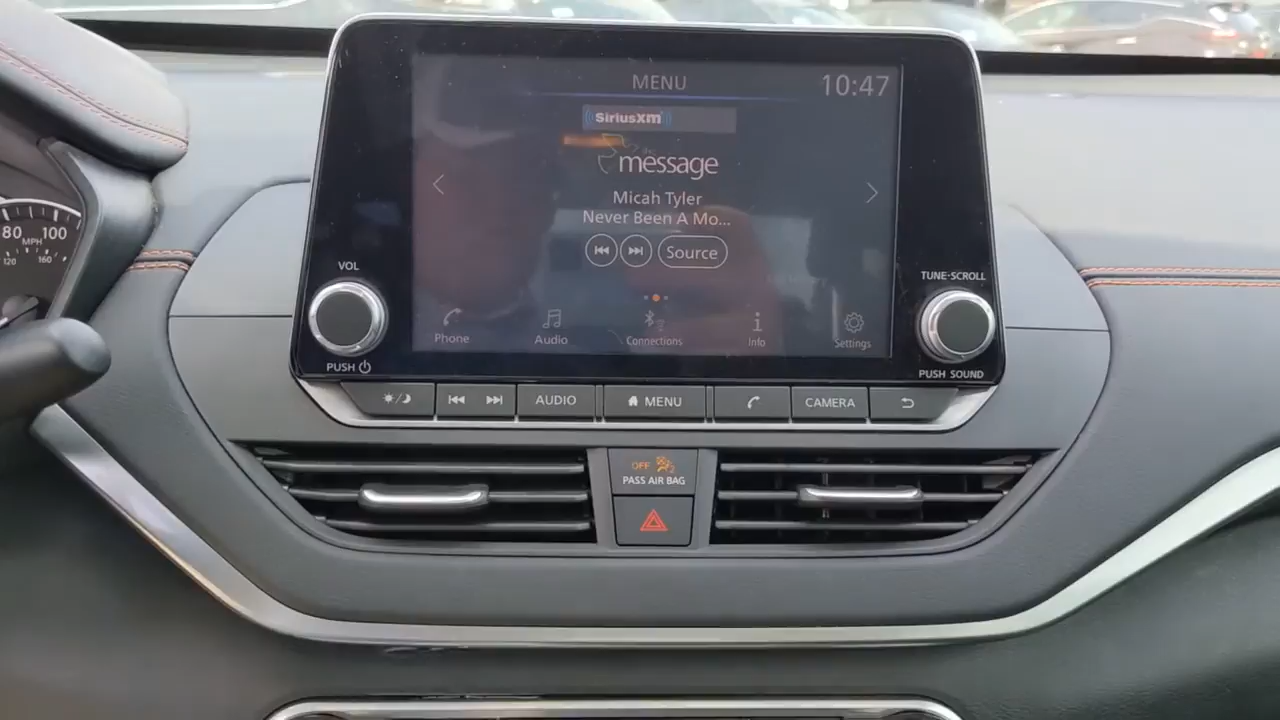 MENU
10:47
SiriusXM
the
message
Micah Tyler
Never Been A Mo...
Source
Phone
Audio
Connections
Info
Settings
VOL
PUSH
TUNE-SCROLL
PUSH SOUND
AUDIO
MENU
CAMERA
OFF
PASS AIR BAG
80
100
MPH
120
160